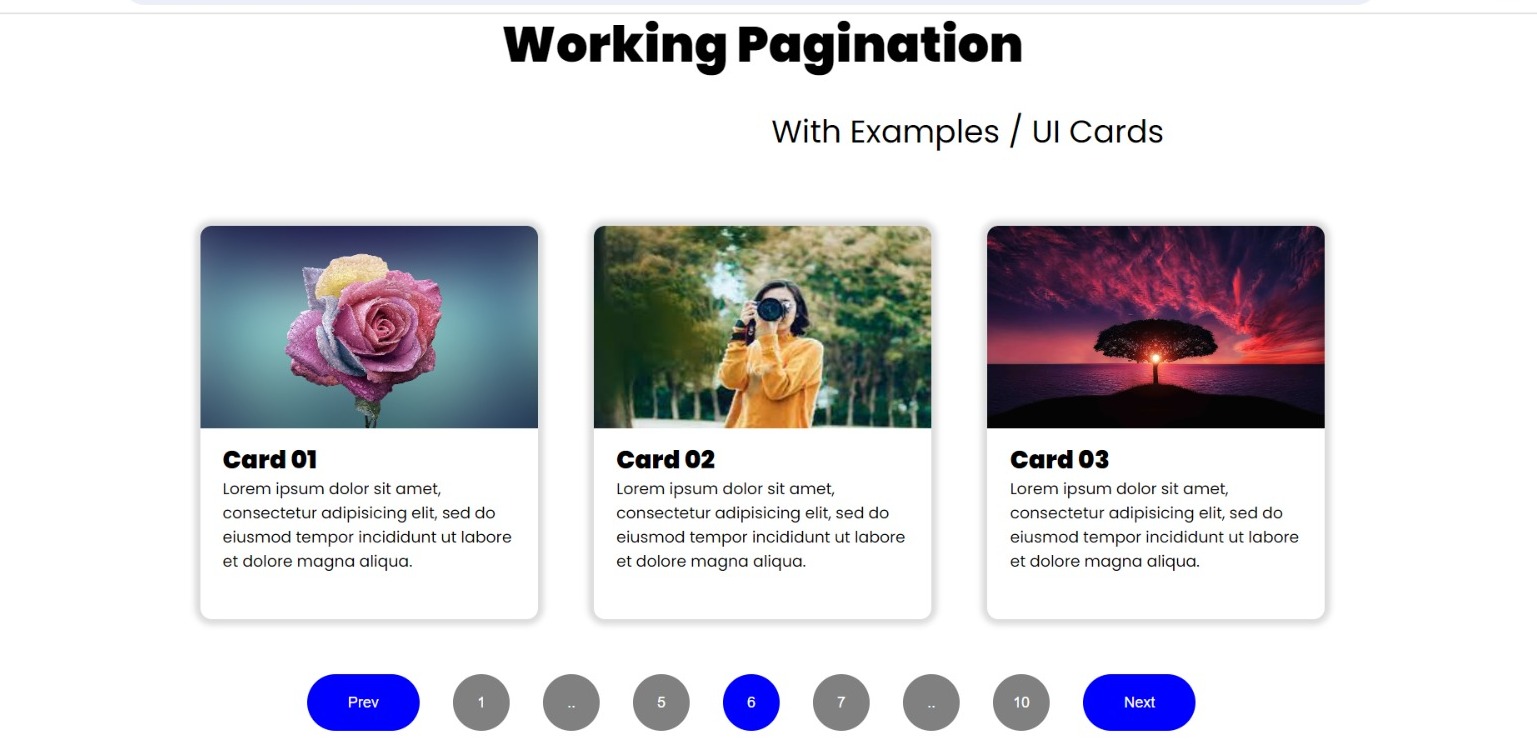 Working Pagination
With Examples / UI Cards
Card 01
Lorem ipsum dolor sit amet,
consectetur adipisicing elit, sed do
eiusmod tempor incididunt ut labore
et dolore magna aliqua.
Card 02
Lorem ipsum dolor sit amet,
consectetur adipisicing elit, sed do
eiusmod tempor incididunt ut labore
et dolore magna aliqua.
Card 03
Lorem ipsum dolor sit amet,
consectetur adipisicing elit, sed do
eiusmod tempor incididunt ut labore
et dolore magna aliqua.
Prev 1 .. 5 6 7 .. 10 Next